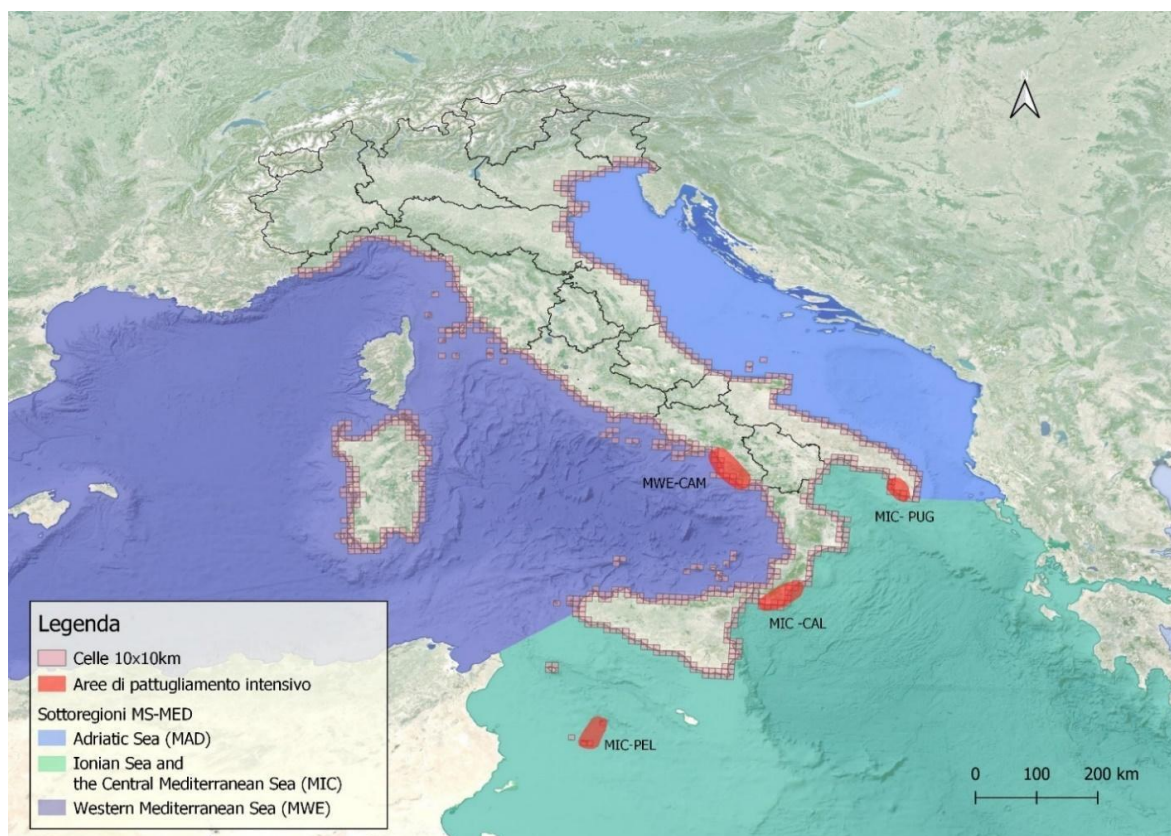 MWE-CAM
MIC- PUG
MIC -CAL
MIC-PEL
Legenda
Celle 10x10km
Aree di pattugliamento intensivo
Sottoregioni MS-MED
Adriatic Sea (MAD)
Ionian Sea and
the Central Mediterranean Sea (MIC)
Western Mediterranean Sea (MWE)
0 100 200 km